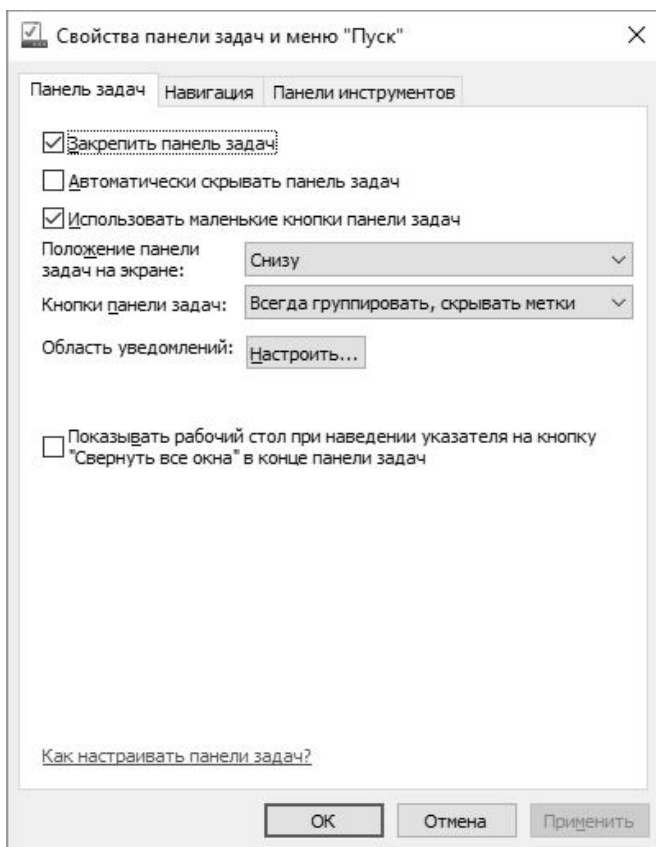 Свойства панели задач и меню "Пуск"
Панель задач Навигация Панели инструментов
Закрепить панель задач
Автоматически скрывать панель задач
Использовать маленькие кнопки панели задач
Положение панели
задач на экране:
Снизу
Кнопки панели задач: Всегда группировать, скрывать метки
Область уведомлений: Настроить...
Показывать рабочий стол при наведении указателя на кнопку
"Свернуть все окна" в конце панели задач
Как настраивать панели задач?
ОК Отмена Применить